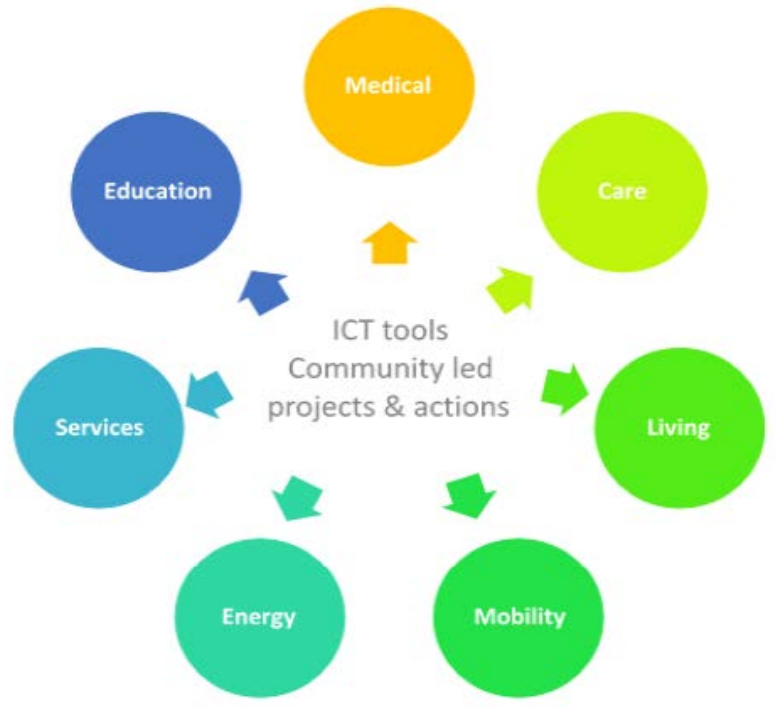 Medical
Education
Care
ICT tools
Community led
projects & actions
Services
Living
Energy
Mobility